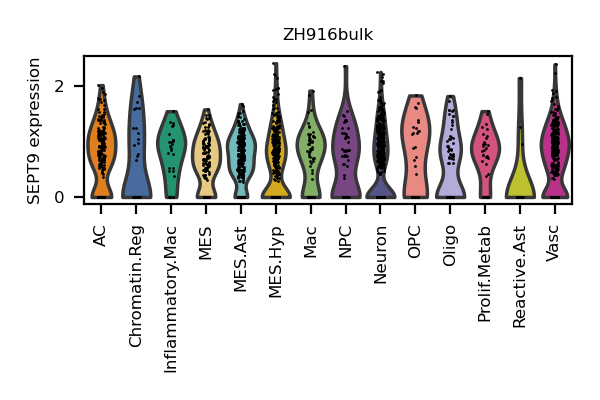 ZH916bulk
SEPT9 expression
2
0
AC
Chromatin.Reg
Inflammatory.Mac
MES
MES.Ast
MES.Hyp
Mac
NPC
Neuron
OPC
Oligo
Prolif.Metab
Reactive.Ast
Vasc